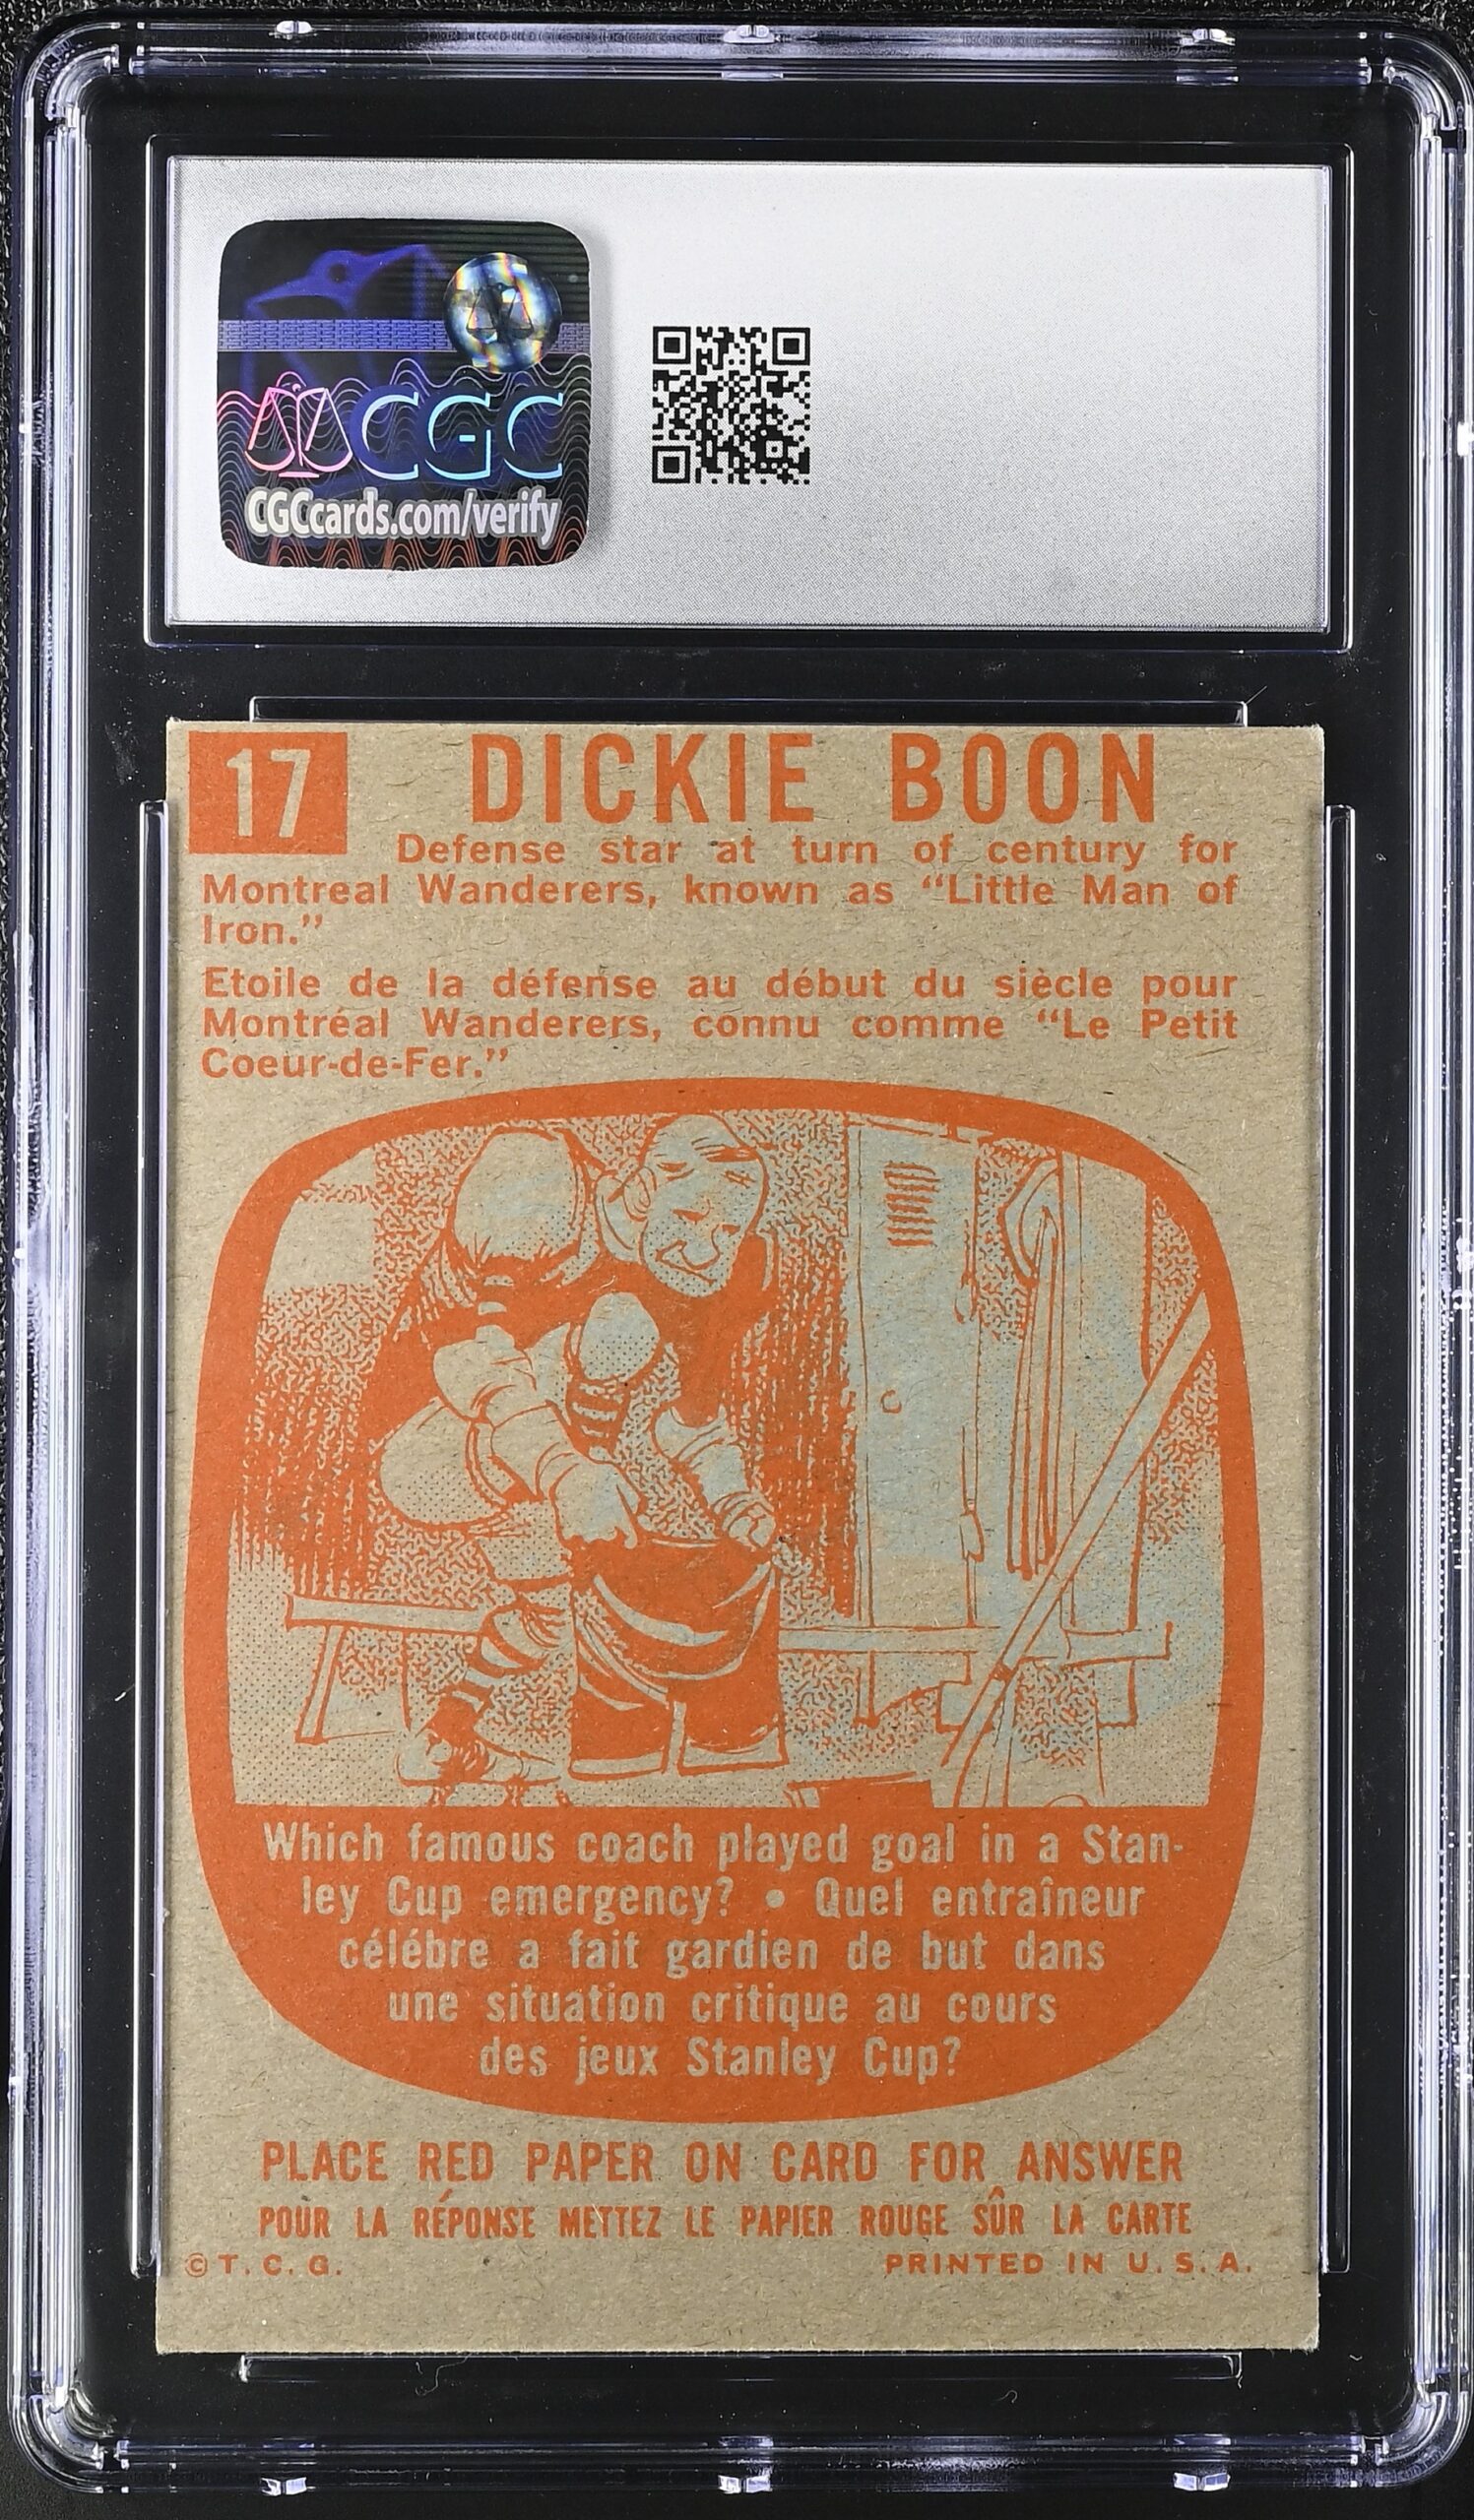 CGC
CGCcards.com/verify
17
DICKIE BOON
Defense star at turn of century for
Montreal Wanderers, known as “Little Man of
Iron.”
Etoile de la défense au début du siècle pour
Montréal Wanderers, connu comme “Le Petit
Coeur-de-Fer.”
Which famous coach played goal in a Stan-
ley Cup emergency? • Quel entraîneur
célébre a fait gardien de but dans
une situation critique au cours
des jeux Stanley Cup?
PLACE RED PAPER ON CARD FOR ANSWER
POUR LA RÉPONSE METTEZ LE PAPIER ROUGE SÛR LA CARTE
© T. C. G.
PRINTED IN U. S. A.